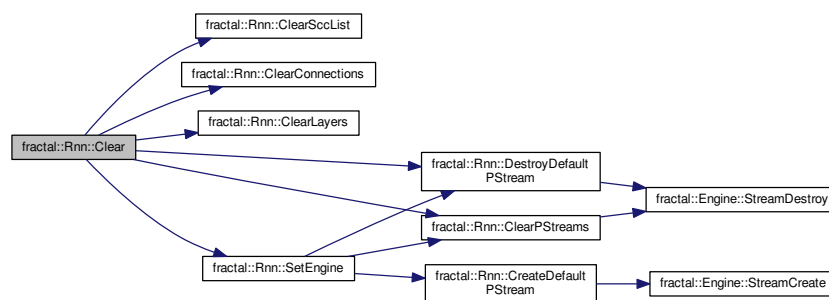 fractal::Rnn::ClearSccList
fractal::Rnn::ClearConnections
fractal::Rnn::ClearLayers
fractal::Rnn::Clear
fractal::Rnn::DestroyDefault
PStream
fractal::Engine::StreamDestroy
fractal::Rnn::ClearPStreams
fractal::Rnn::SetEngine
fractal::Rnn::CreateDefault
PStream
fractal::Engine::StreamCreate